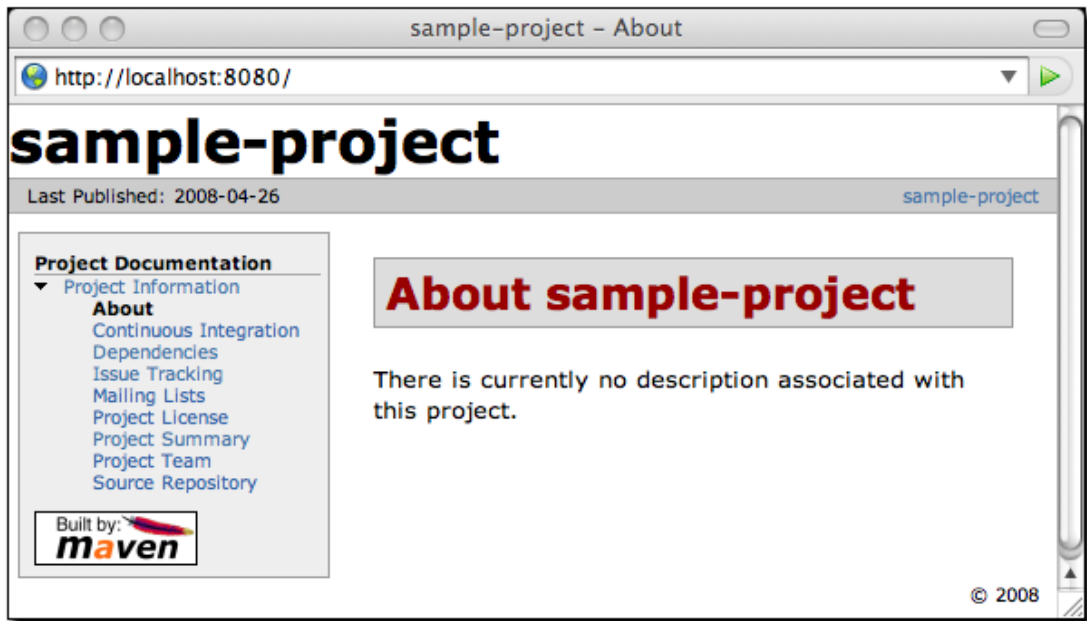 sample-project – About
http://localhost:8080/
sample-project
Last Published: 2008-04-26
sample-project
Project Documentation
Project Information
About
Continuous Integration
Dependencies
Issue Tracking
Mailing Lists
Project License
Project Summary
Project Team
Source Repository
Built by:
maven
About sample-project
There is currently no description associated with
this project.
© 2008